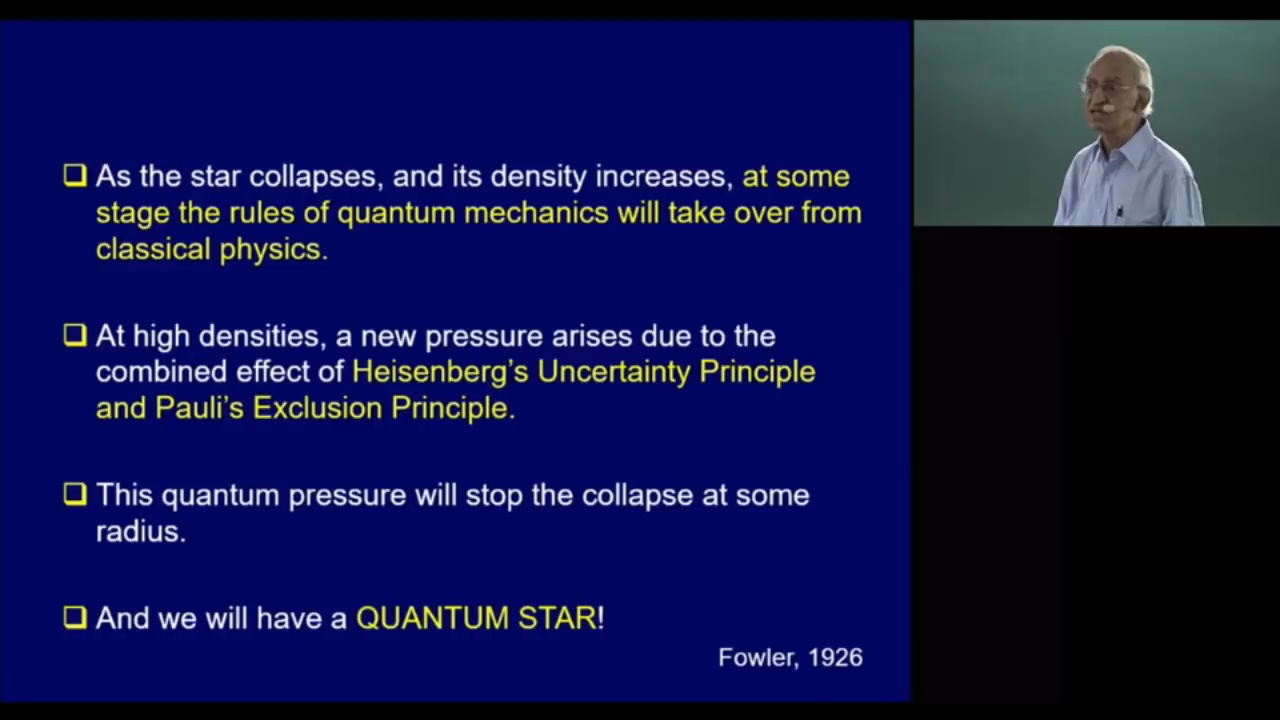 ❑ As the star collapses, and its density increases, at some
stage the rules of quantum mechanics will take over from
classical physics.
❑ At high densities, a new pressure arises due to the
combined effect of Heisenberg’s Uncertainty Principle
and Pauli’s Exclusion Principle.
❑ This quantum pressure will stop the collapse at some
radius.
❑ And we will have a QUANTUM STAR!
Fowler, 1926